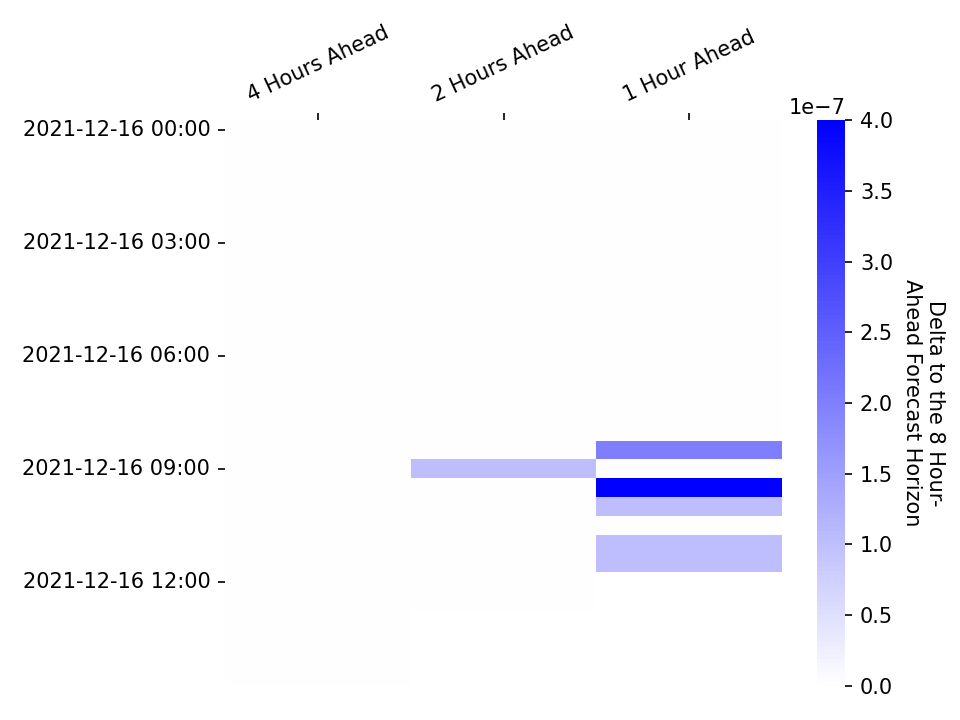 4 Hours Ahead
2 Hours Ahead
1 Hour Ahead
2021-12-16 00:00
2021-12-16 03:00
2021-12-16 06:00
2021-12-16 09:00
2021-12-16 12:00
1e−7
4.0
3.5
3.0
2.5
2.0
1.5
1.0
0.5
0.0
Delta to the 8 Hour-
Ahead Forecast Horizon